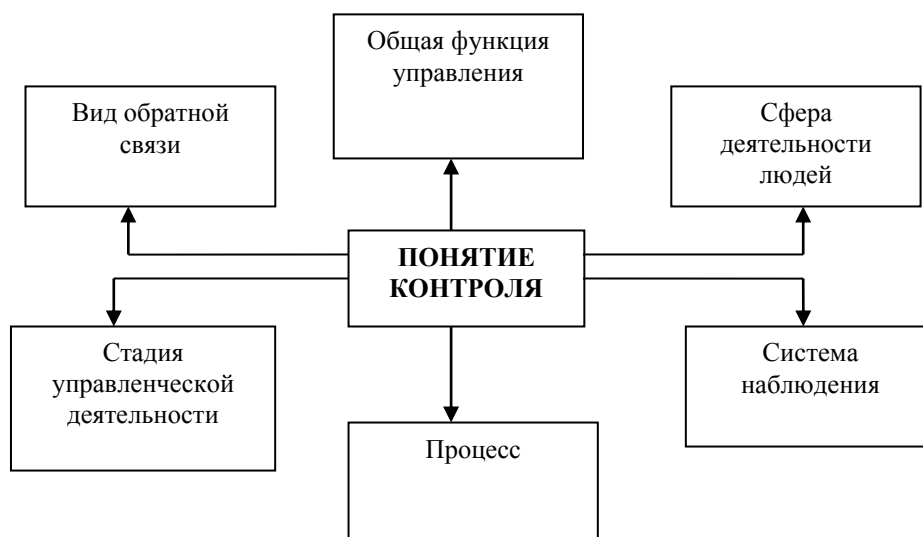 Общая функция
управления
Вид обратной
связи
Сфера
деятельности
людей
ПОНЯТИЕ
КОНТРОЛЯ
Стадия
управленческой
деятельности
Система
наблюдения
Процесс